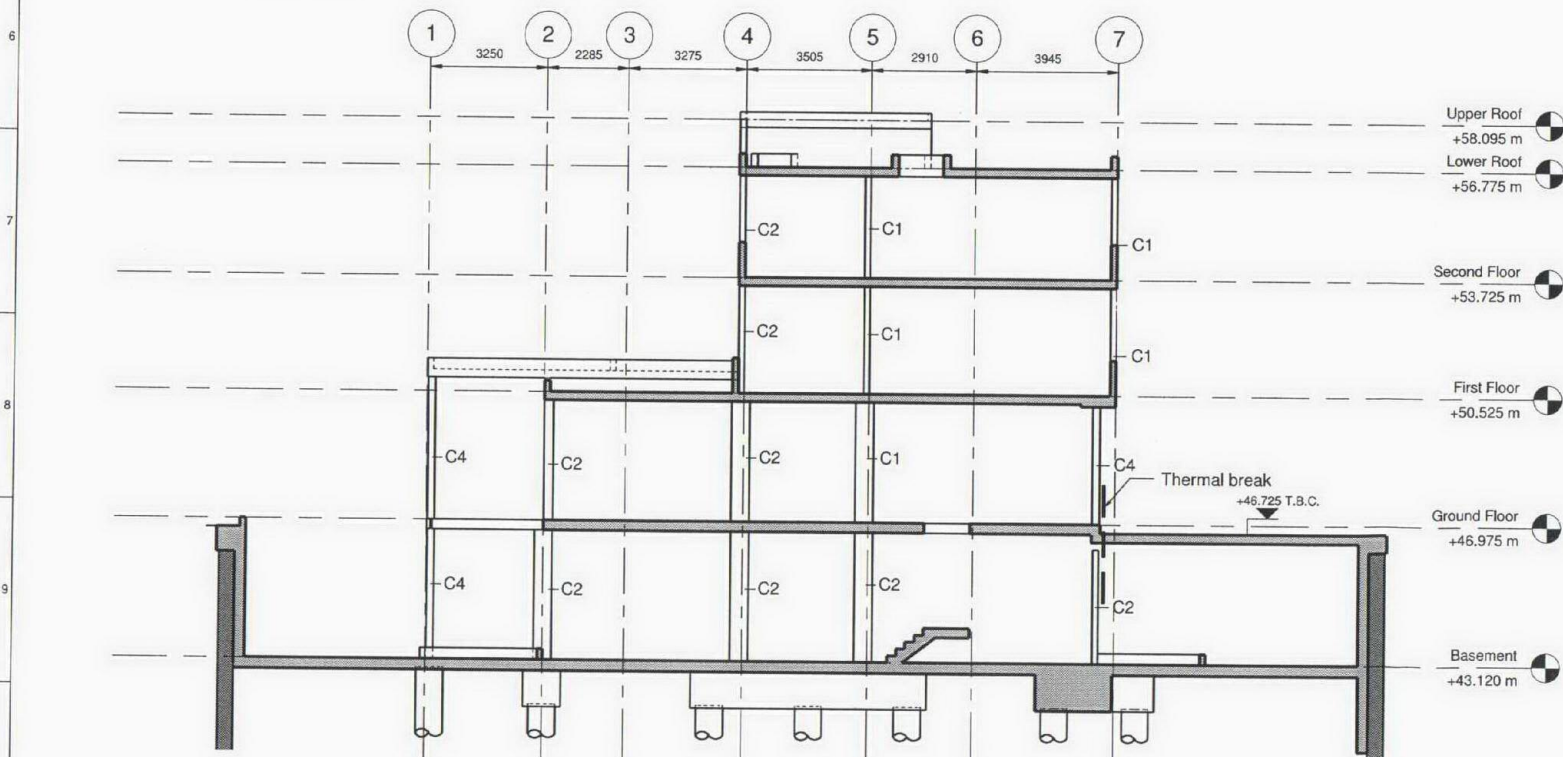 6
7
8
9
1 2 3 4 5 6 7
3250 2285 3275 3505 2910 3945
Upper Roof
+58.095 m
Lower Roof
+56.775 m
C2 C1 C1
Second Floor
+53.725 m
C2 C1 C1
First Floor
+50.525 m
C4 C2 C2 C1 C4
Thermal break
+46.725 T.B.C.
Ground Floor
+46.975 m
C4 C2 C2 C2 C2
Basement
+43.120 m